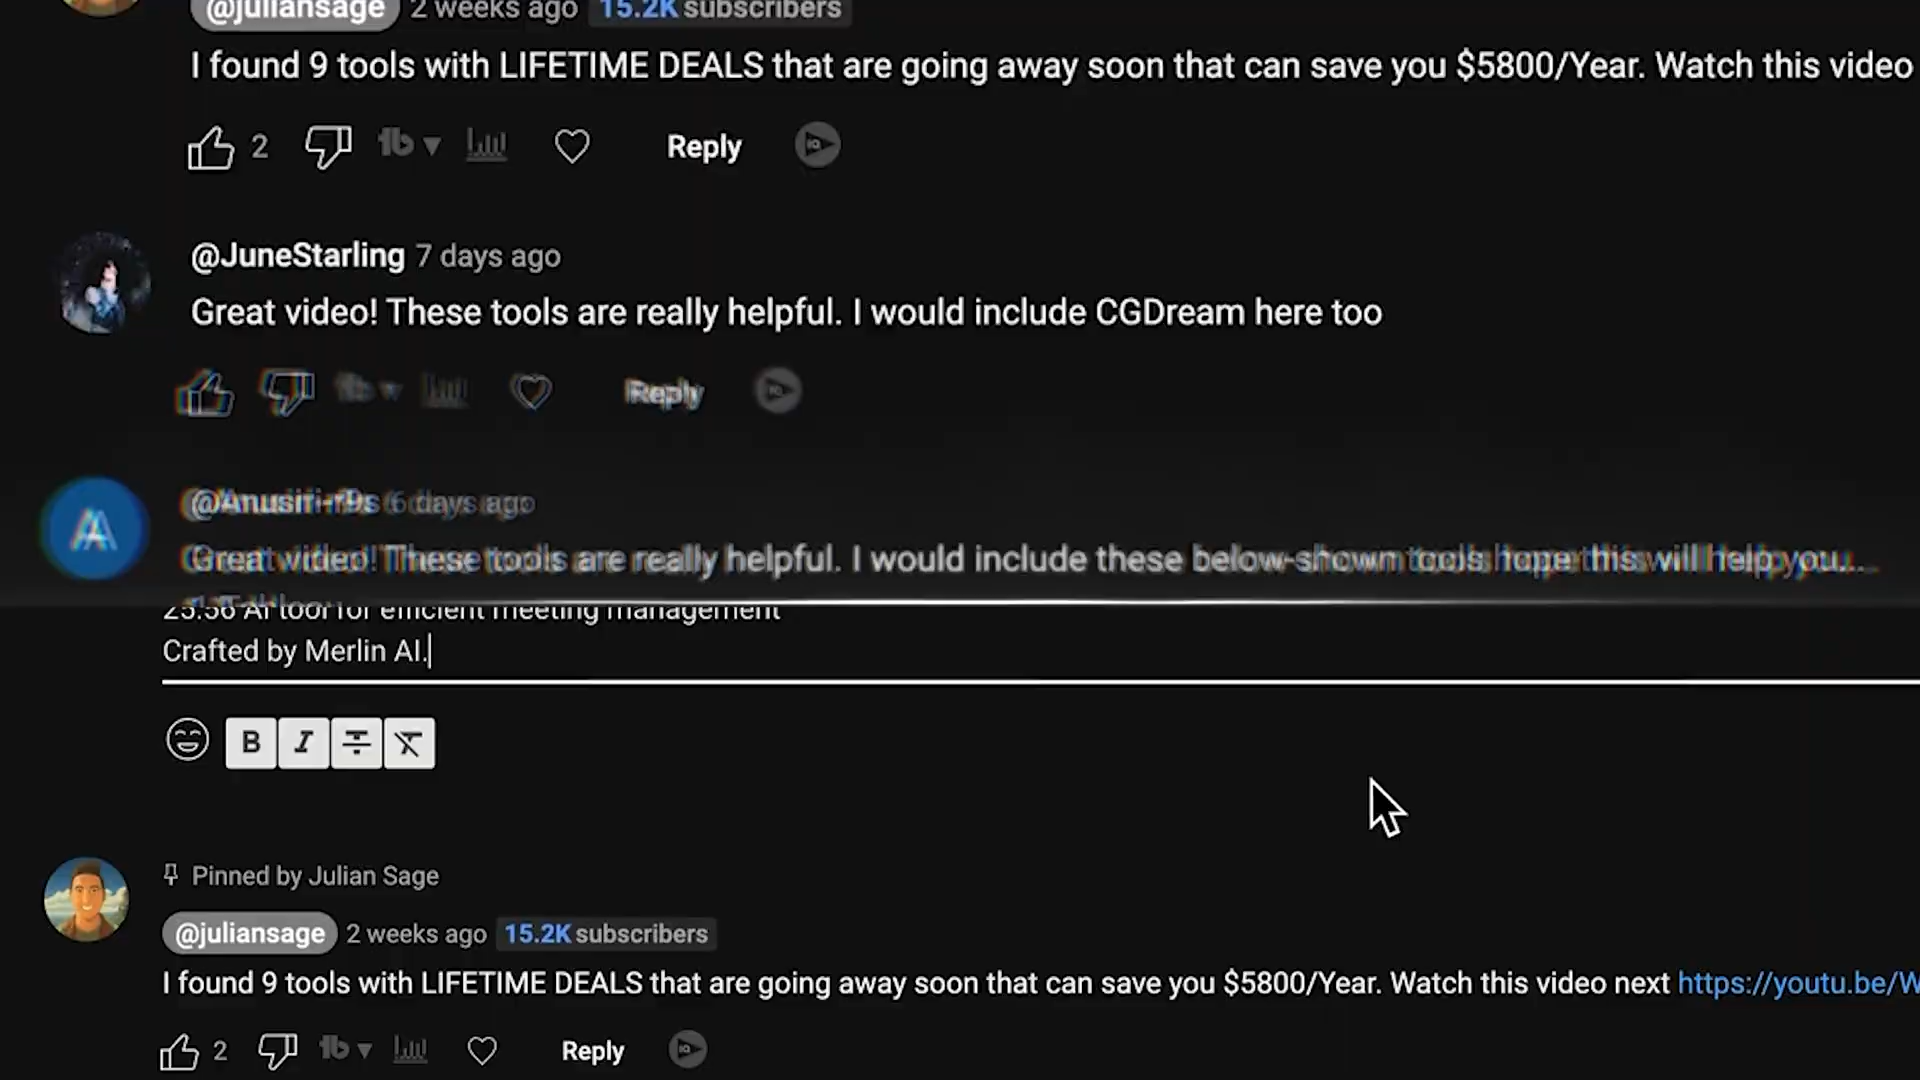 @juliansage 2 weeks ago 15.2K subscribers
I found 9 tools with LIFETIME DEALS that are going away soon that can save you $5800/Year. Watch this video
2 Reply
@JuneStarling 7 days ago
Great video! These tools are really helpful. I would include CGDream here too
Reply
A
6 days ago
Great video! These tools are really helpful. I would include these below-shown tools hope this will help you...
25:56 AI tool for efficient meeting management
Crafted by Merlin AI.
B I T T
Pinned by Julian Sage
@juliansage 2 weeks ago 15.2K subscribers
I found 9 tools with LIFETIME DEALS that are going away soon that can save you $5800/Year. Watch this video next https://youtu.be/W
2 Reply